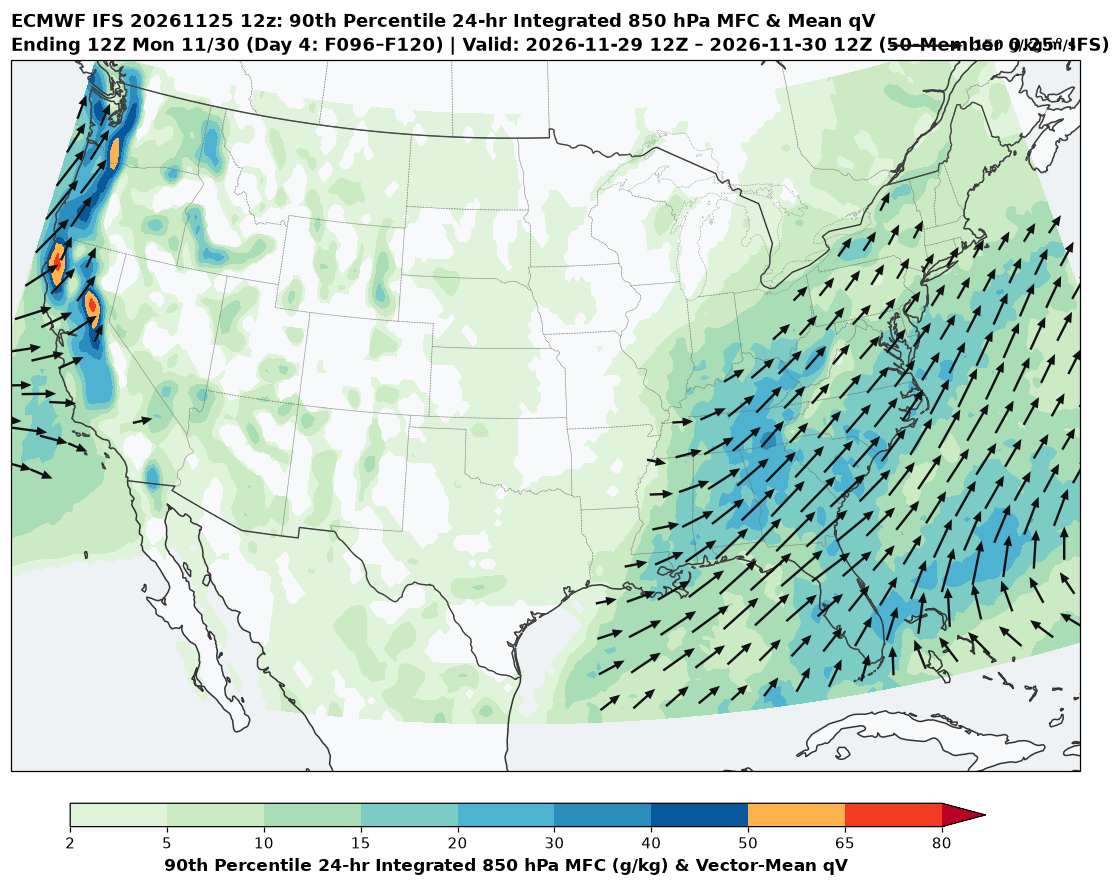 ECMWF IFS 20261125 12z: 90th Percentile 24-hr Integrated 850 hPa MFC & Mean qV
Ending 12Z Mon 11/30 (Day 4: F096–F120) | Valid: 2026-11-29 12Z – 2026-11-30 12Z (50-Member 0.25° IFS)
2 5 10 15 20 30 40 50 65 80
90th Percentile 24-hr Integrated 850 hPa MFC (g/kg) & Vector-Mean qV